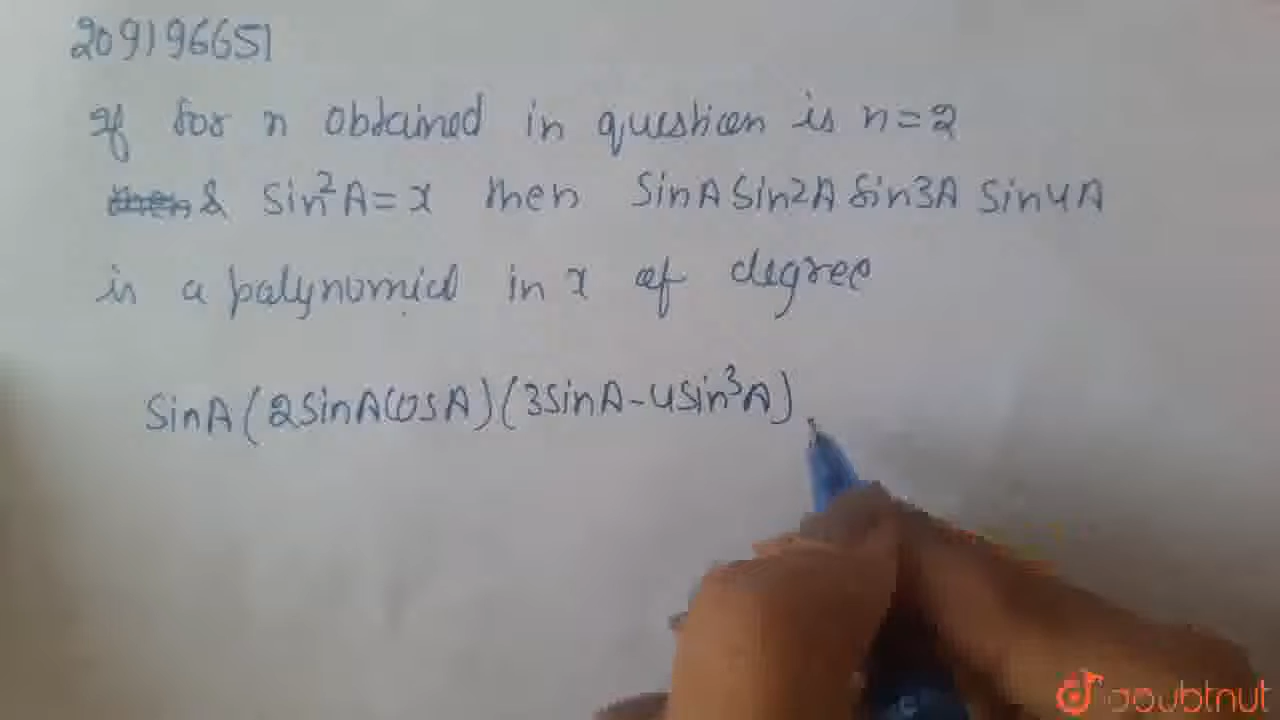 209196651
If for n obtained in question is n=2
& Sin²A=x then SinA Sin2A Sin3A Sin4A
is a polynomial in x of degree
SinA(2SinACosA)(3SinA-4Sin³A)
doubtnut